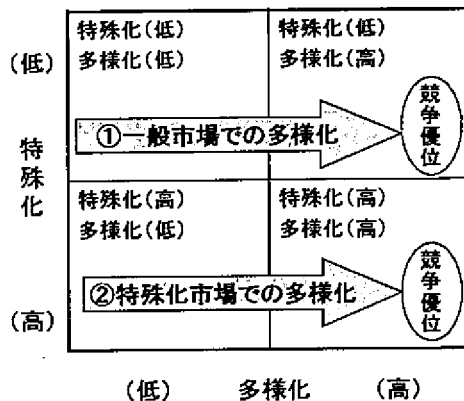 特殊化(低)
多様化(低)
特殊化(低)
多様化(高)
(低)
①一般市場での多様化
競争優位
特殊化
特殊化(高)
多様化(低)
特殊化(高)
多様化(高)
②特殊化市場での多様化
競争優位
(高)
(低) 多様化 (高)